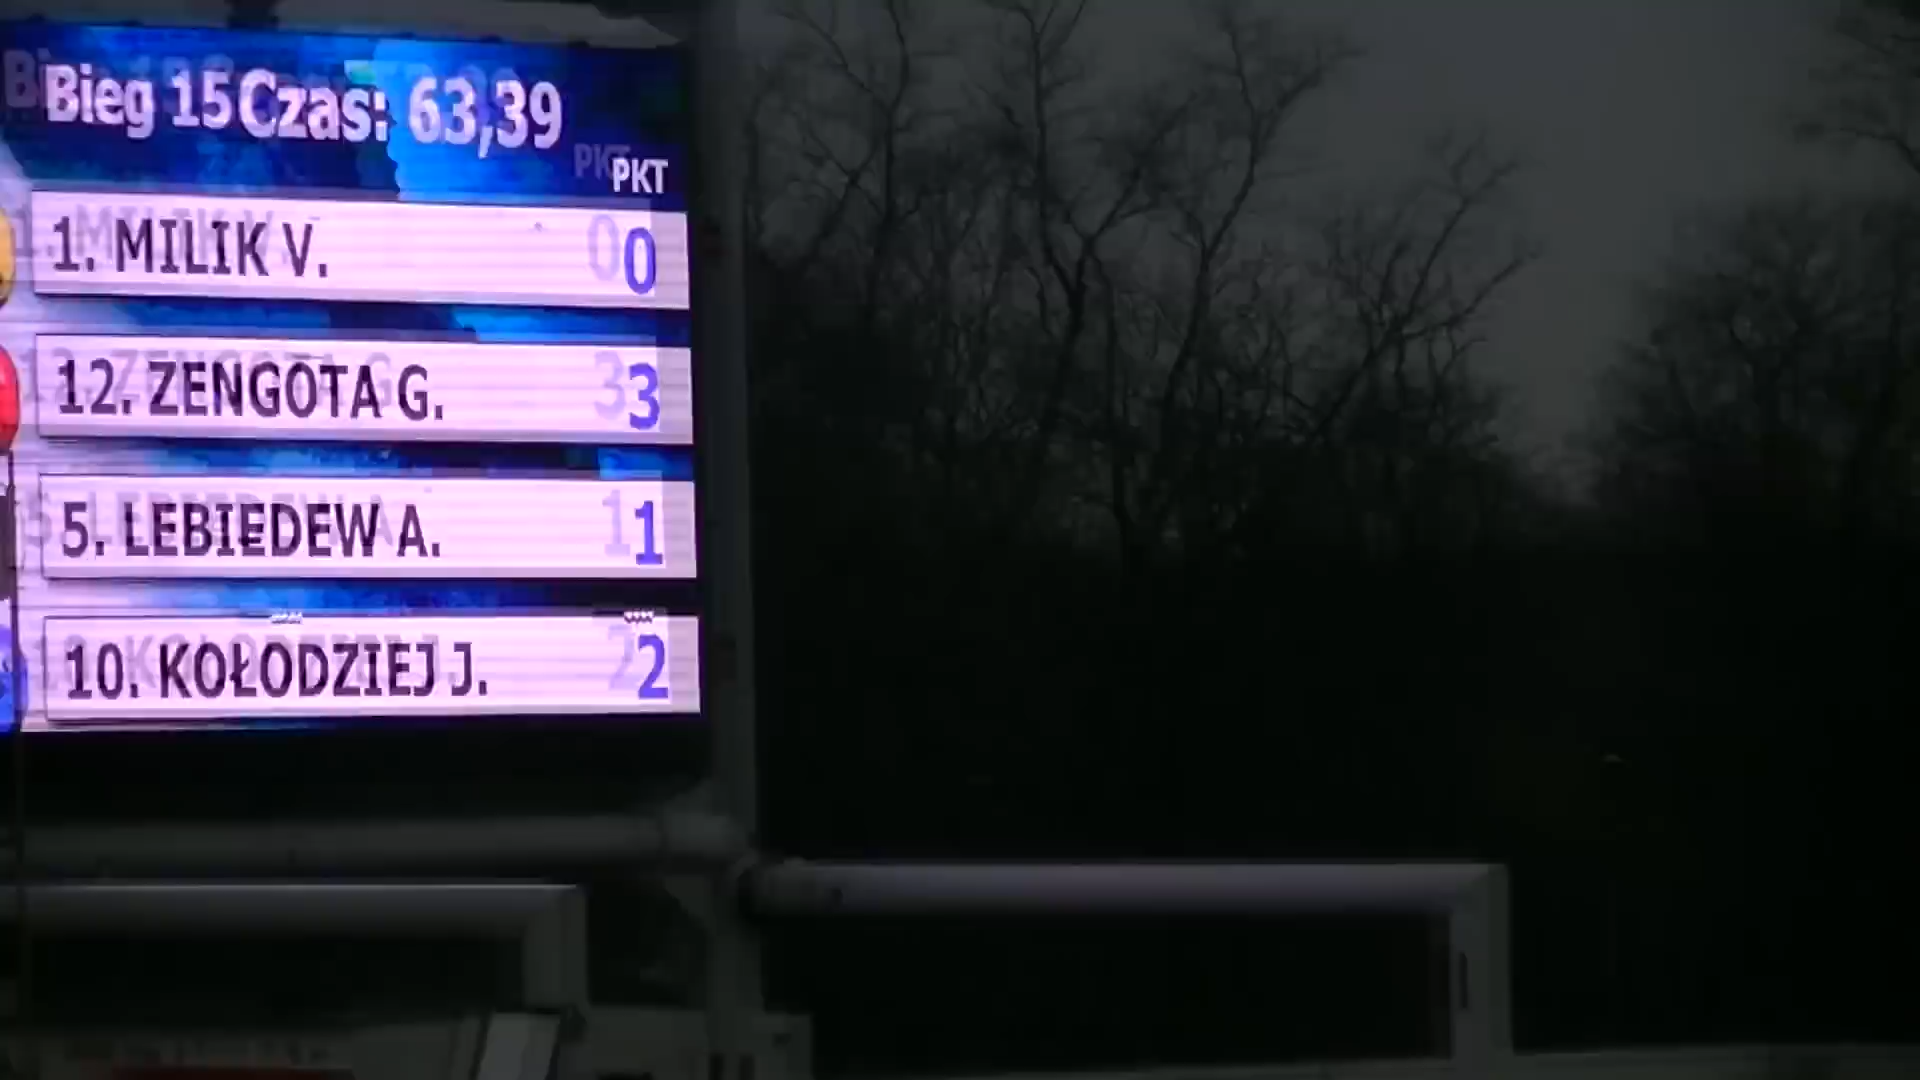 Bieg 15 Czas: 63,39
PKT
1. MILIK V. 0
12. ZENGOTA G. 3
5. LEBIEDEW A. 1
10. KOŁODZIEJ J. 2